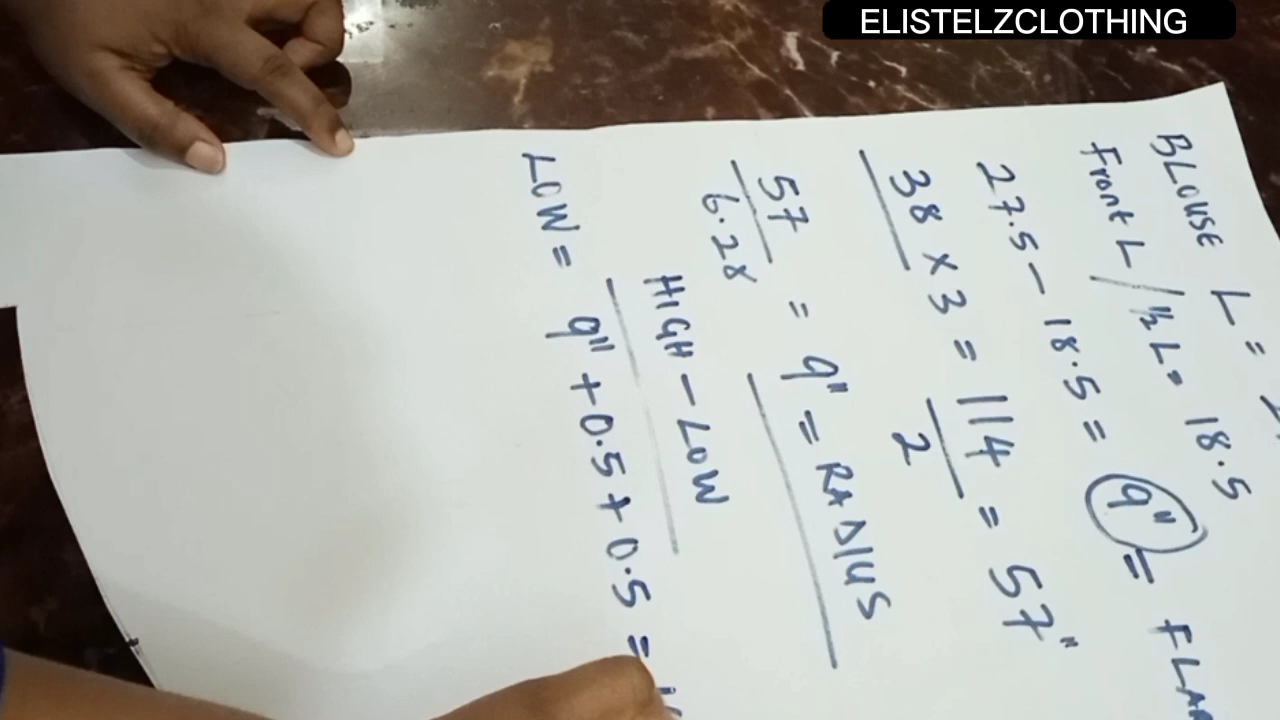 ELISTELZCLOTHING
BLOUSE L =
Front L / 1/2 L = 18.5
27.5 - 18.5 = 9" =
38 x 3 = 114 = 57"
2
57 = 9" = RADIUS
6.28
HIGH - LOW
LOW = 9" + 0.5 + 0.5 =